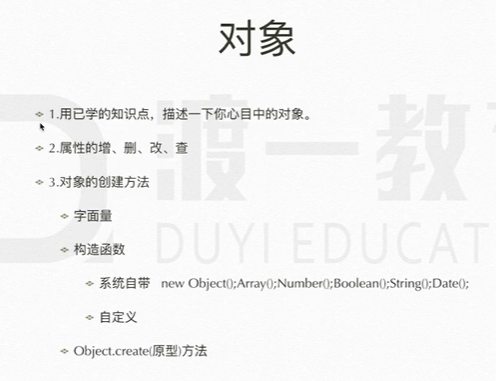 对象
1.用已学的知识点，描述一下你心目中的对象。
2.属性的增、删、改、查
3.对象的创建方法
字面量
构造函数
系统自带 new Object();Array();Number();Boolean();String();Date();
自定义
Object.create(原型)方法
渡一教
DUYI EDUCAT